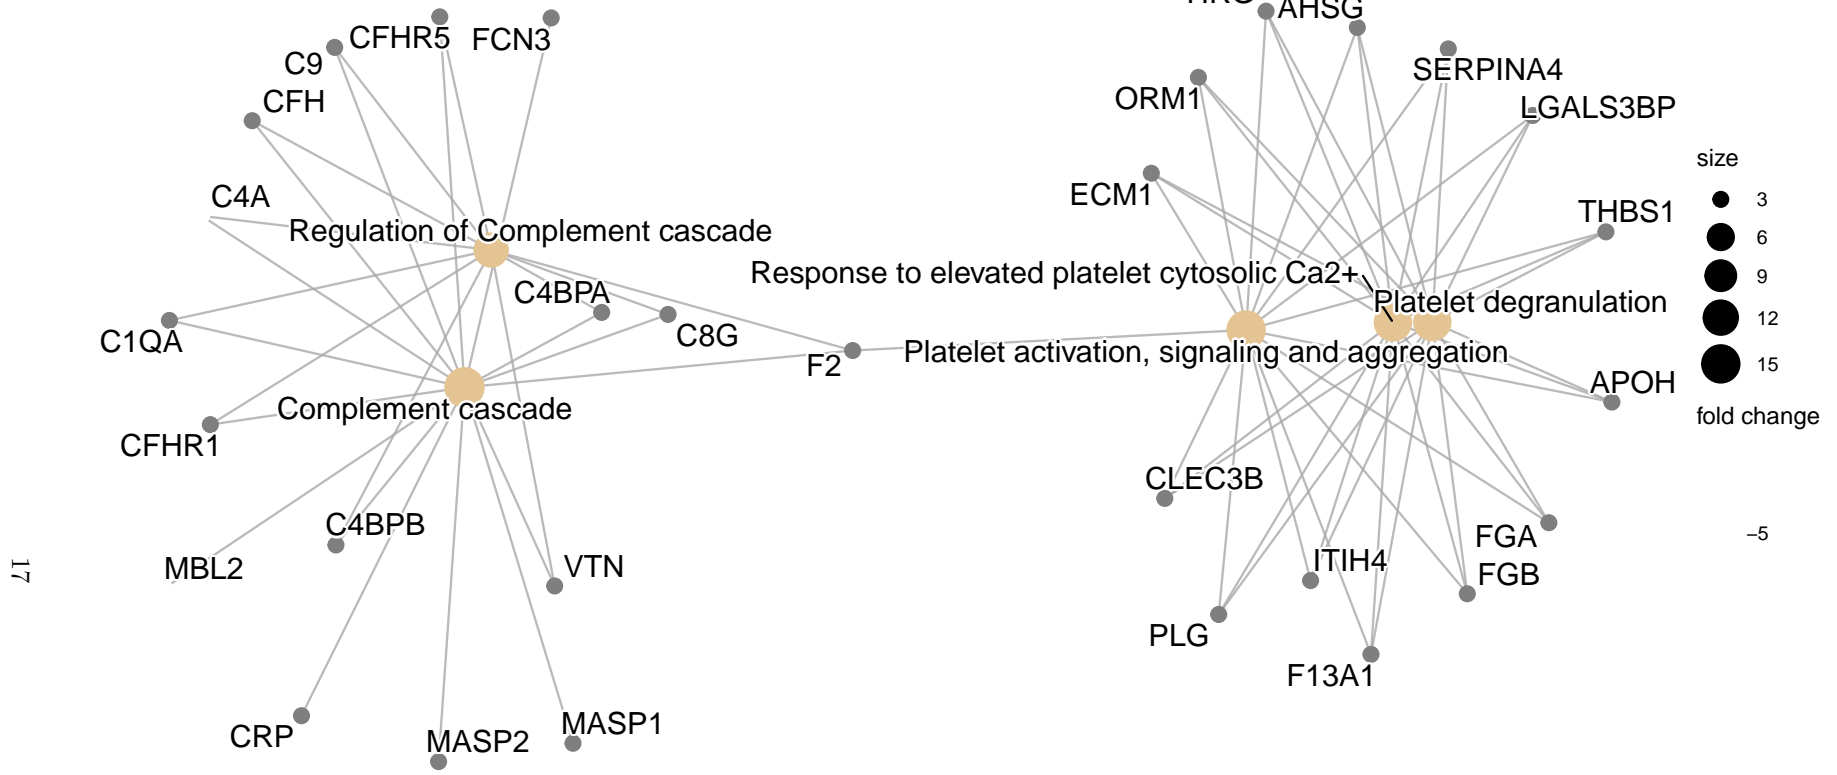 AHSG
CFHR5
FCN3
C9
SERPINA4
CFH
ORM1
LGALS3BP
size
C4A
ECM1
3
THBS1
Regulation of Complement cascade
6
Response to elevated platelet cytosolic Ca2+
9
C4BPA
Platelet degranulation
12
C1QA
C8G
F2
Platelet activation, signaling and aggregation
15
APOH
Complement cascade
fold change
CFHR1
CLEC3B
C4BPB
FGA
−5
MBL2
VTN
ITIH4
FGB
17
PLG
F13A1
CRP
MASP2
MASP1